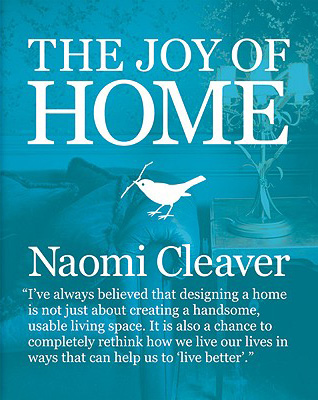 THE JOY OF
HOME
Naomi Cleaver
“I’ve always believed that designing a home
is not just about creating a handsome,
usable living space. It is also a chance to
completely rethink how we live our lives in
ways that can help us to ‘live better’.”